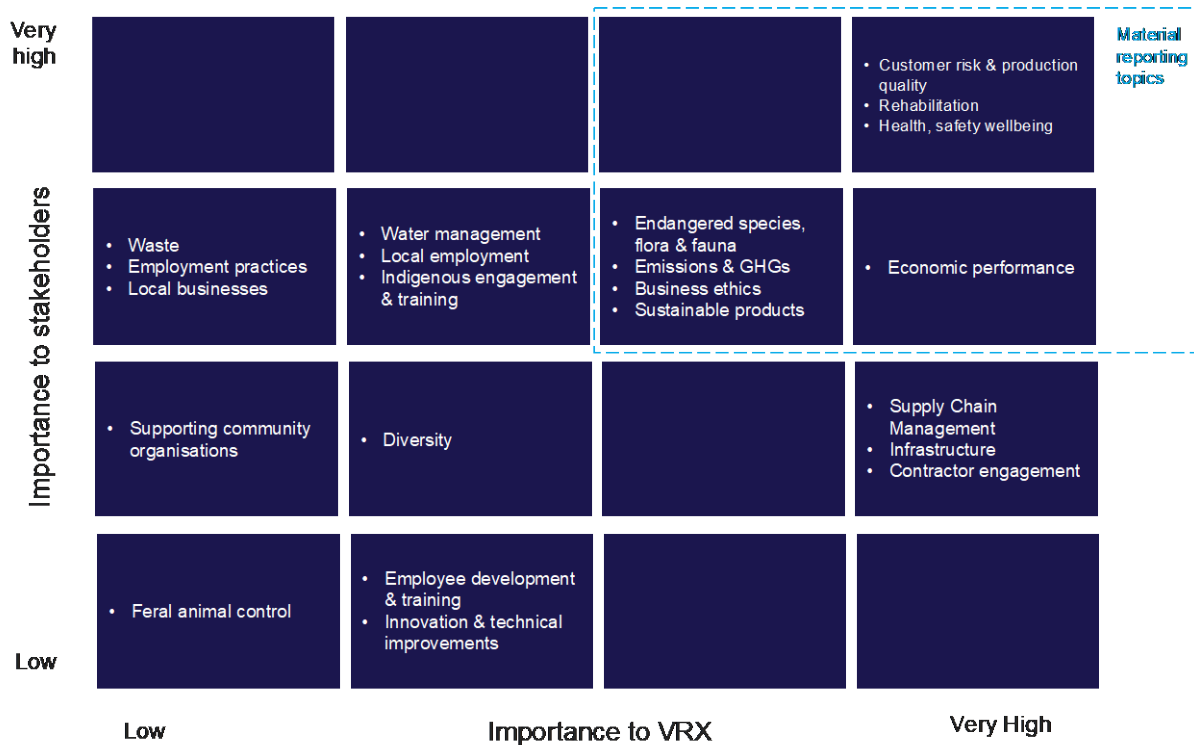 Very
high
Material
reporting
topics
• Customer risk & production
quality
• Rehabilitation
• Health, safety wellbeing
Importance to stakeholders
• Waste
• Employment practices
• Local businesses
• Water management
• Local employment
• Indigenous engagement
& training
• Endangered species,
flora & fauna
• Emissions & GHGs
• Business ethics
• Sustainable products
• Economic performance
• Supporting community
organisations
• Diversity
• Supply Chain
Management
• Infrastructure
• Contractor engagement
• Feral animal control
• Employee development
& training
• Innovation & technical
improvements
Low
Low
Importance to VRX
Very High